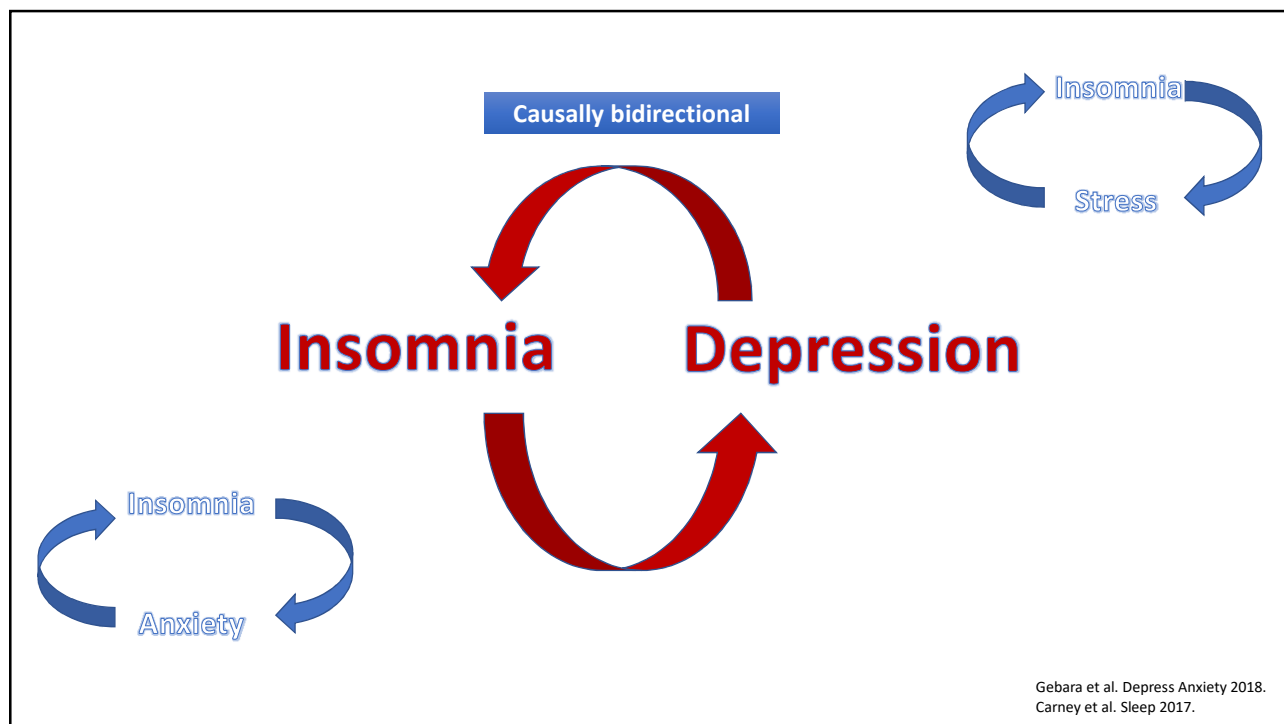 Causally bidirectional
Insomnia
Stress
Insomnia
Depression
Insomnia
Anxiety
Gebara et al. Depress Anxiety 2018.
Carney et al. Sleep 2017.